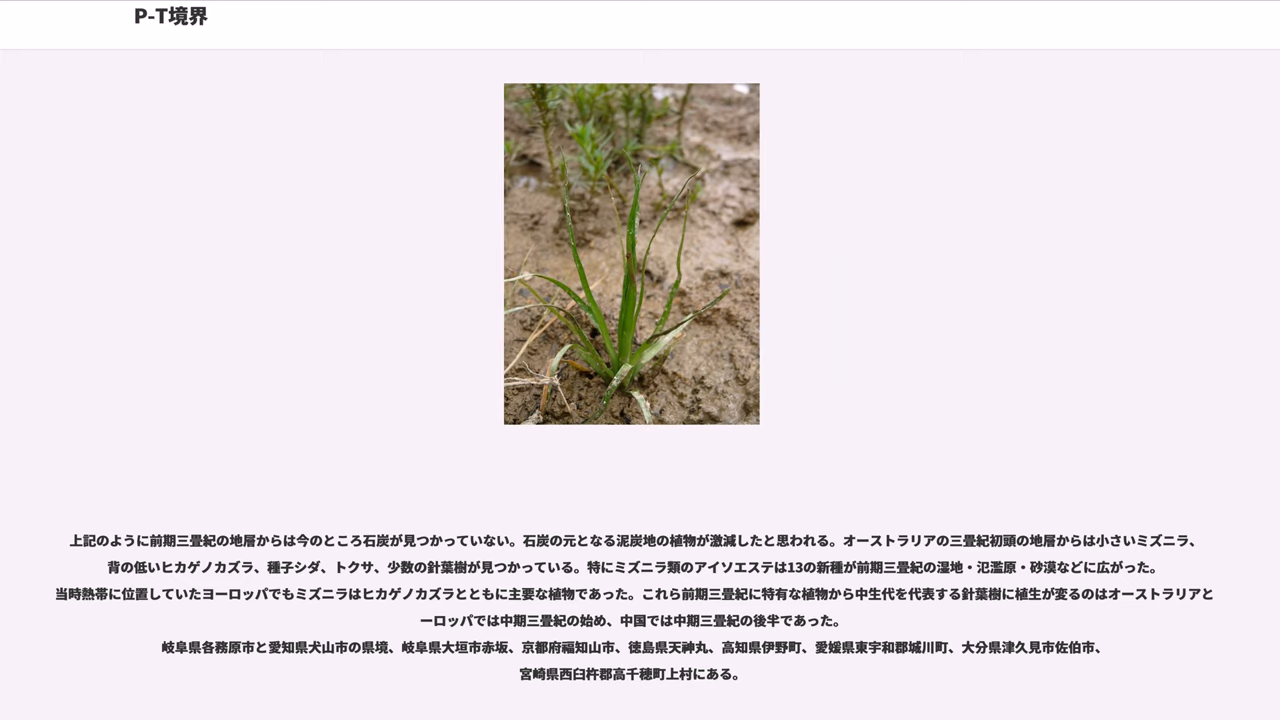 P-T境界
上記のように前期三畳紀の地層からは今のところ石炭が見つかっていない。石炭の元となる泥炭地の植物が激減したと思われる。オーストラリアの三畳紀初頭の地層からは小さいミズニラ、
背の低いヒカゲノカズラ、種子シダ、トクサ、少数の針葉樹が見つかっている。特にミズニラ類のアイソエステは13の新種が前期三畳紀の湿地・氾濫原・砂漠などに広がった。
当時熱帯に位置していたヨーロッパでもミズニラはヒカゲノカズラとともに主要な植物であった。これら前期三畳紀に特有な植物から中生代を代表する針葉樹に植生が変るのはオーストラリアと
ーロッパでは中期三畳紀の始め、中国では中期三畳紀の後半であった。
岐阜県各務原市と愛知県犬山市の県境、岐阜県大垣市赤坂、京都府福知山市、徳島県天神丸、高知県伊野町、愛媛県東宇和郡城川町、大分県津久見市佐伯市、
宮崎県西臼杵郡高千穂町上村にある。